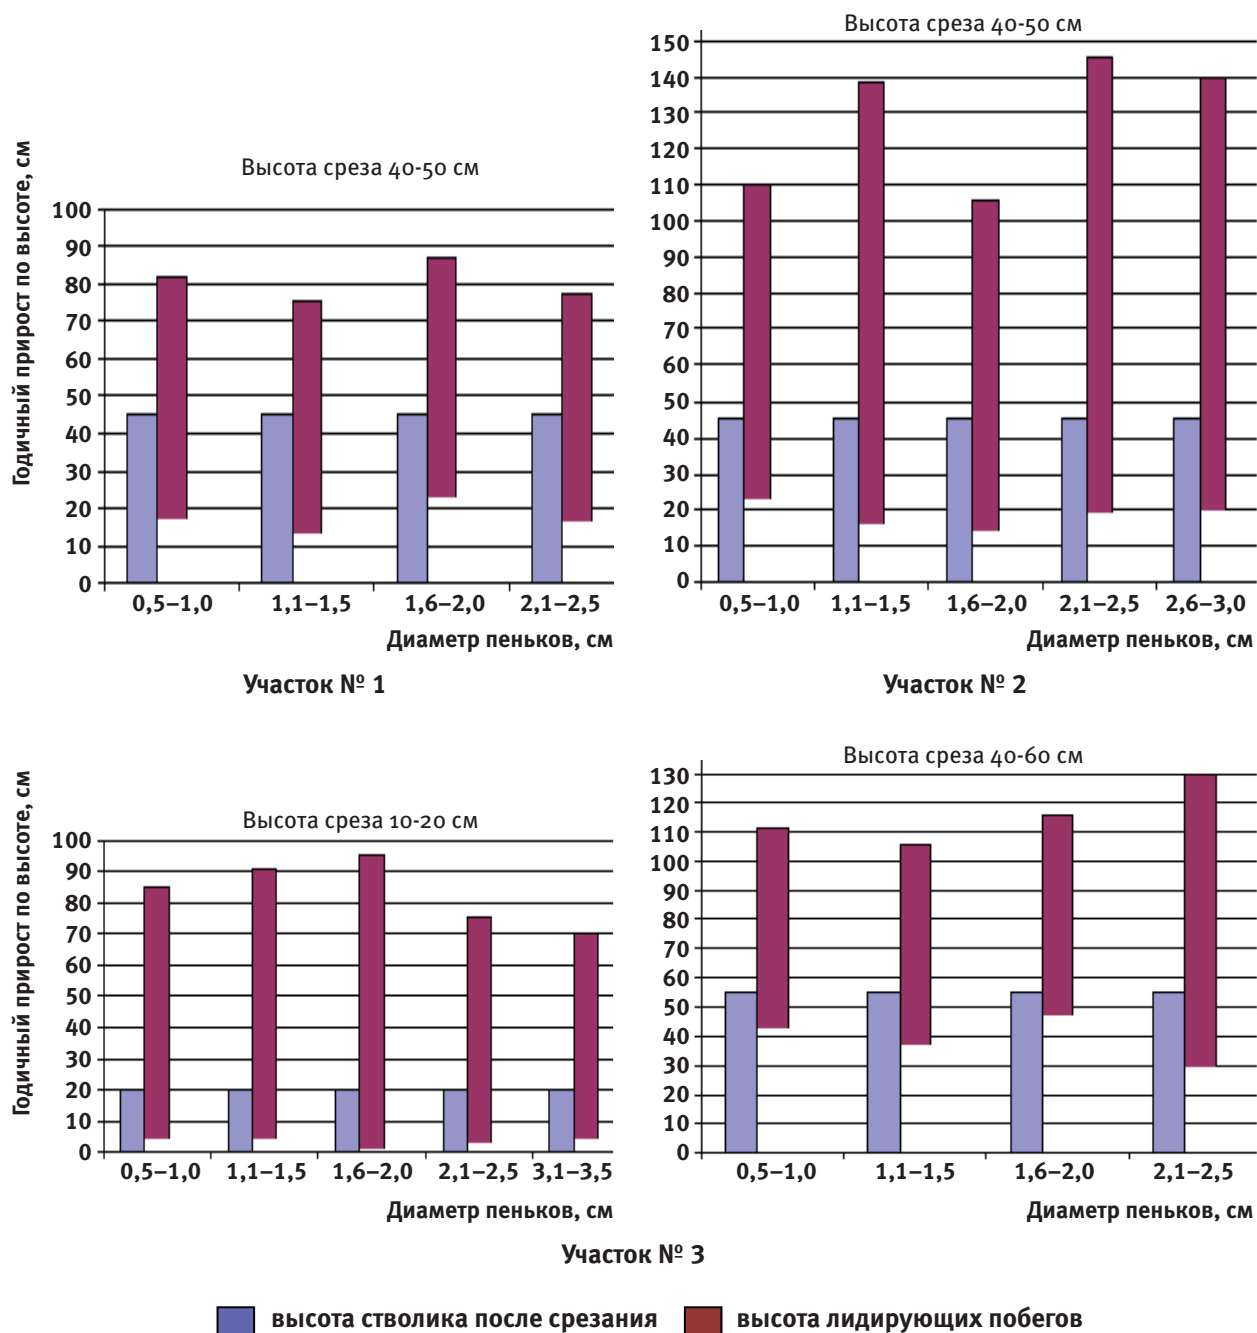 Высота среза 40-50 см
Годичный прирост по высоте, см
100
90
80
70
60
50
40
30
20
10
0
0,5–1,0 1,1–1,5 1,6–2,0 2,1–2,5
Диаметр пеньков, см
Участок № 1
Высота среза 40-50 см
150
140
130
120
110
100
90
80
70
60
50
40
30
20
10
0
0,5–1,0 1,1–1,5 1,6–2,0 2,1–2,5 2,6–3,0
Диаметр пеньков, см
Участок № 2
Высота среза 10-20 см
Годичный прирост по высоте, см
100
90
80
70
60
50
40
30
20
10
0
0,5–1,0 1,1–1,5 1,6–2,0 2,1–2,5 3,1–3,5
Диаметр пеньков, см
Высота среза 40-60 см
130
120
110
100
90
80
70
60
50
40
30
20
10
0
0,5–1,0 1,1–1,5 1,6–2,0 2,1–2,5
Диаметр пеньков, см
Участок № 3
высота стволика после срезания высота лидирующих побегов